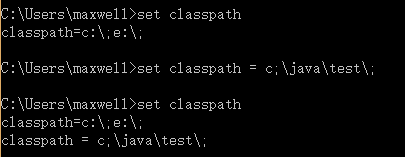 C:\Users\maxwell>set classpath
classpath=c:\;e:\;
C:\Users\maxwell>set classpath = c;\java\test\;
C:\Users\maxwell>set classpath
classpath=c:\;e:\;
classpath = c;\java\test\;